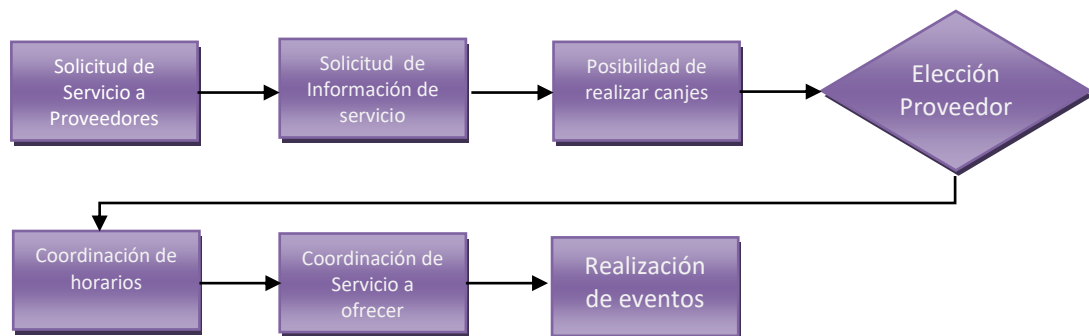 Solicitud de
Servicio a
Proveedores
Solicitud de
Información de
servicio
Posibilidad de
realizar canjes
Elección
Proveedor
Coordinación de
horarios
Coordinación de
Servicio a
ofrecer
Realización
de eventos